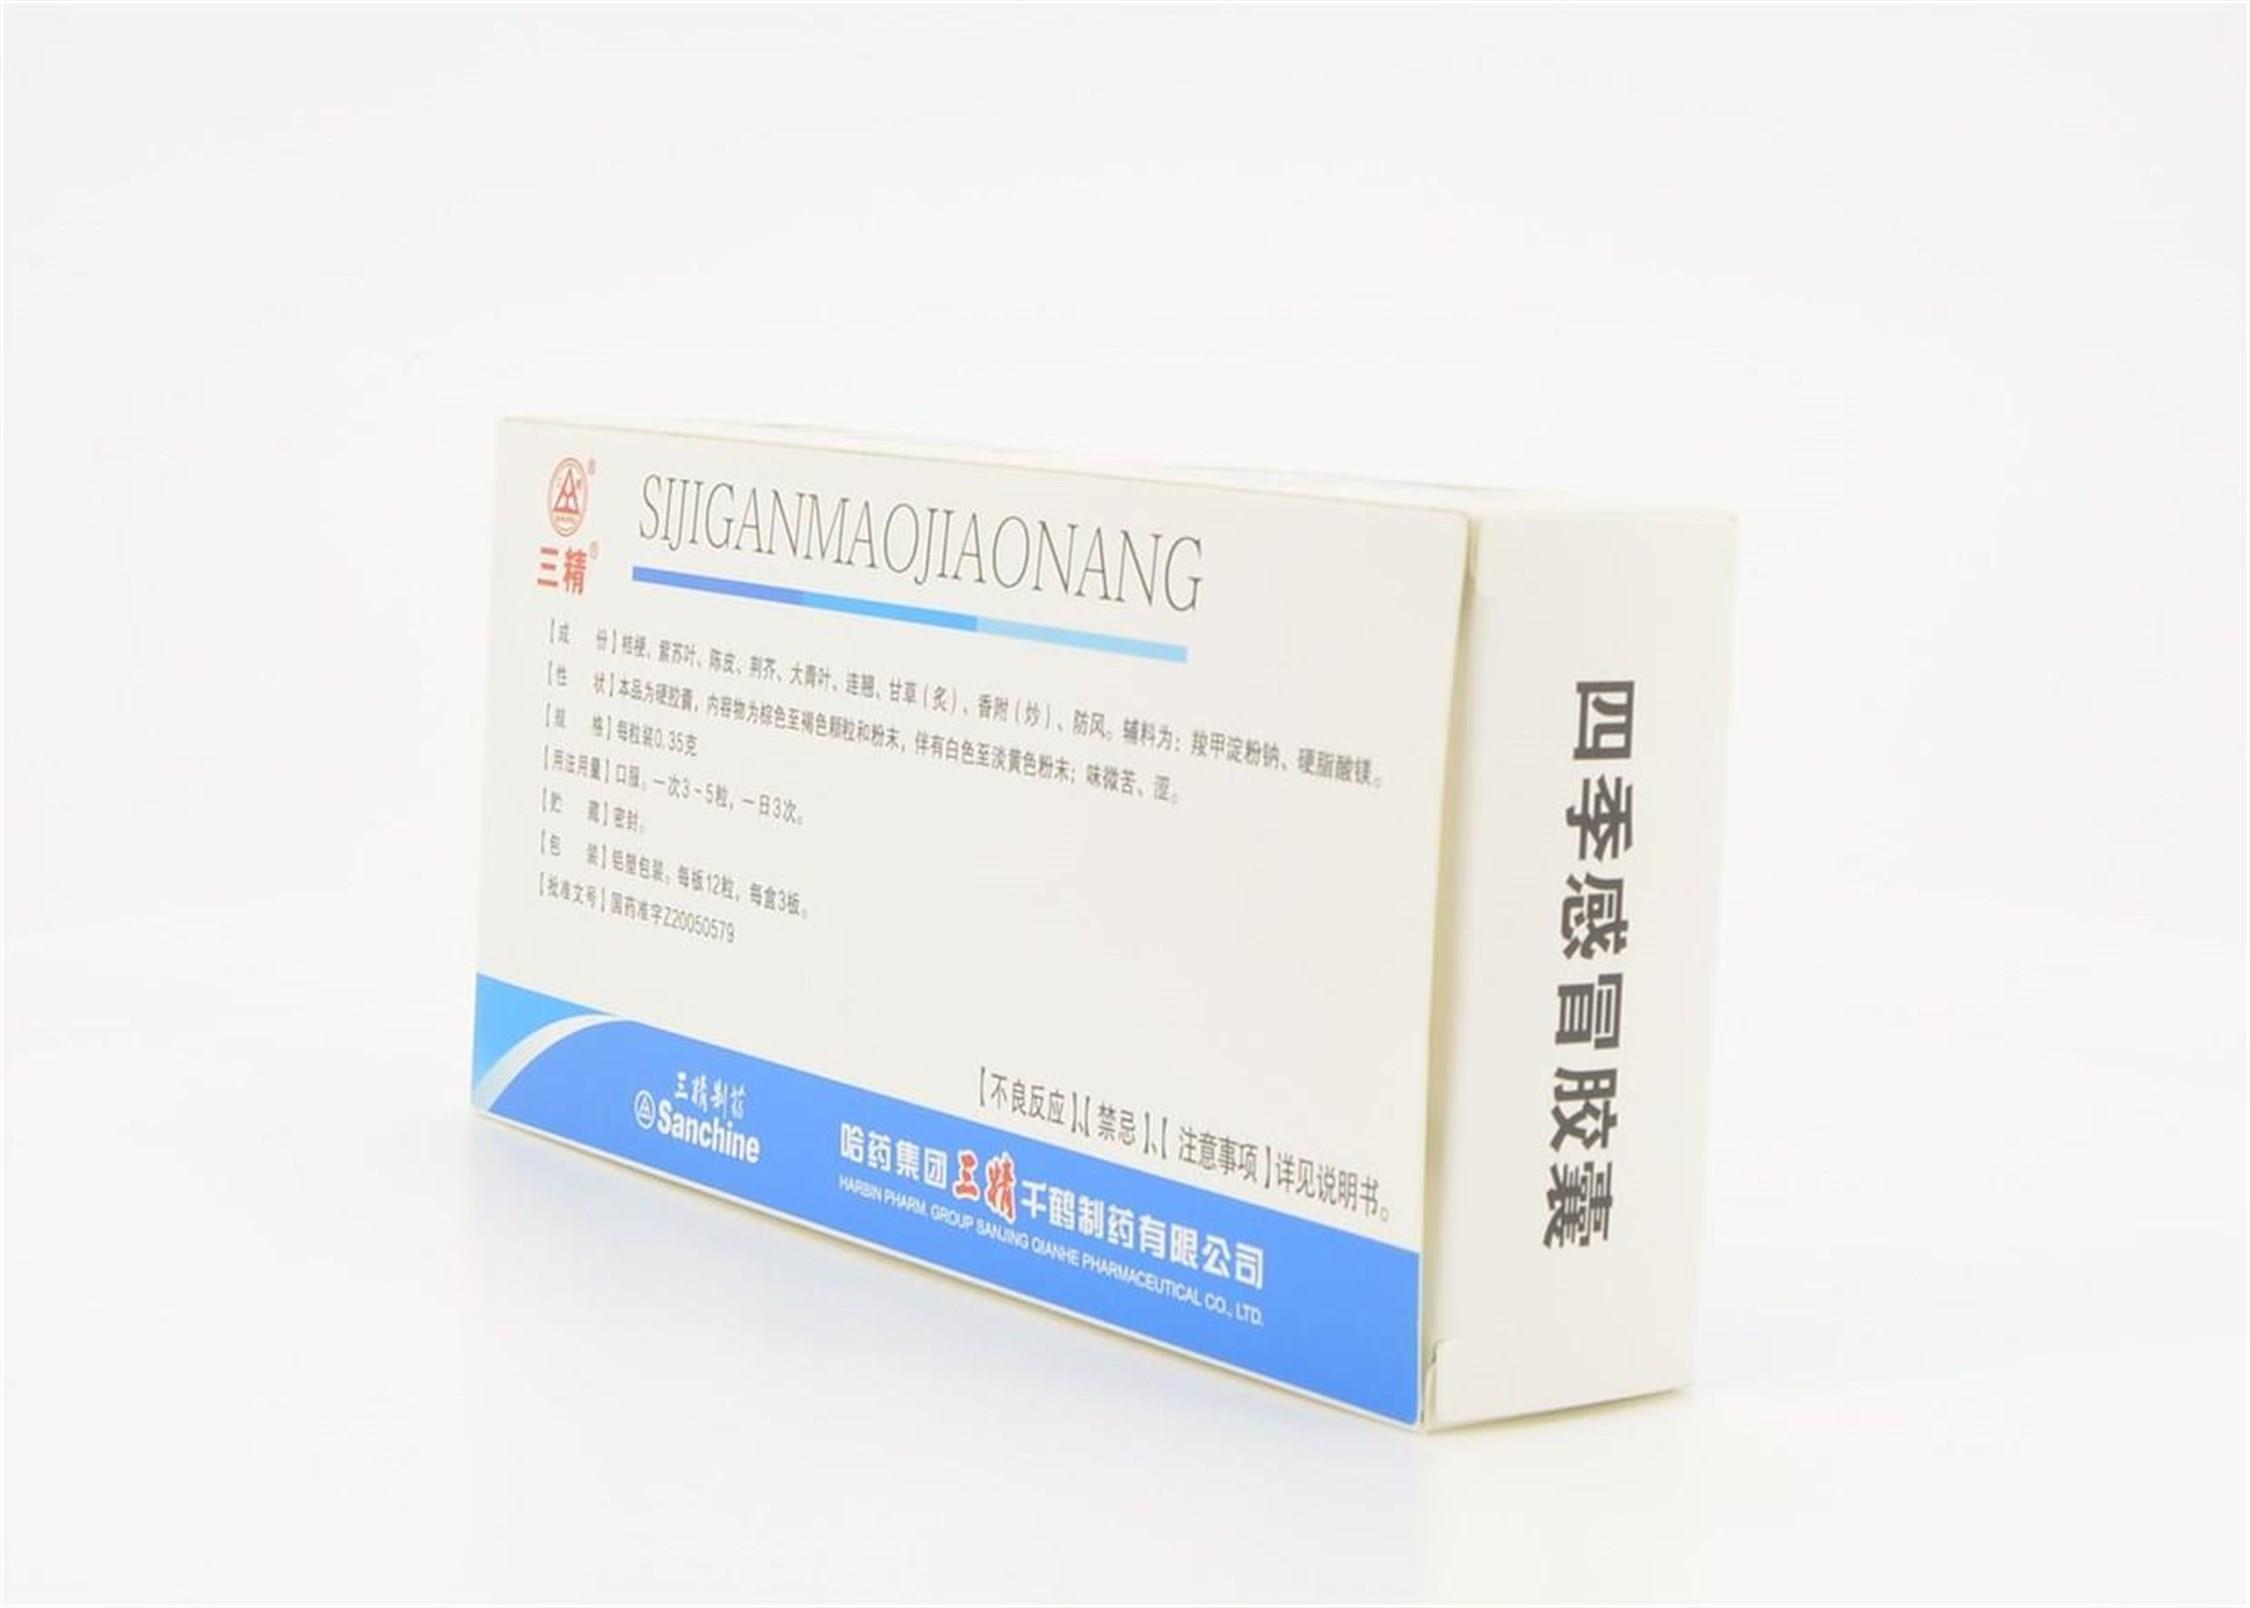 三精
SIJIGANMAOJIAONANG
【成 份】桔梗、紫苏叶、陈皮、荆芥、大青叶、连翘、甘草(炙)、香附(炒)、防风。辅料为：羧甲淀粉钠、硬脂酸镁。
【性 状】本品为硬胶囊，内容物为棕色至褐色颗粒和粉末，伴有白色至淡黄色粉末；味微苦、涩。
【规 格】每粒装0.35克
【用法用量】口服。一次3-5粒，一日3次。
【贮 藏】密封。
【包 装】铝塑包装。每板12粒，每盒3板。
【批准文号】国药准字Z20050579
【不良反应】、【禁忌】、【注意事项】详见说明书。
三精制药
Sanchine
哈药集团三精千鹤制药有限公司
HARBIN PHARM. GROUP SANJING QIANHE PHARMACEUTICAL CO., LTD.
四季感冒胶囊